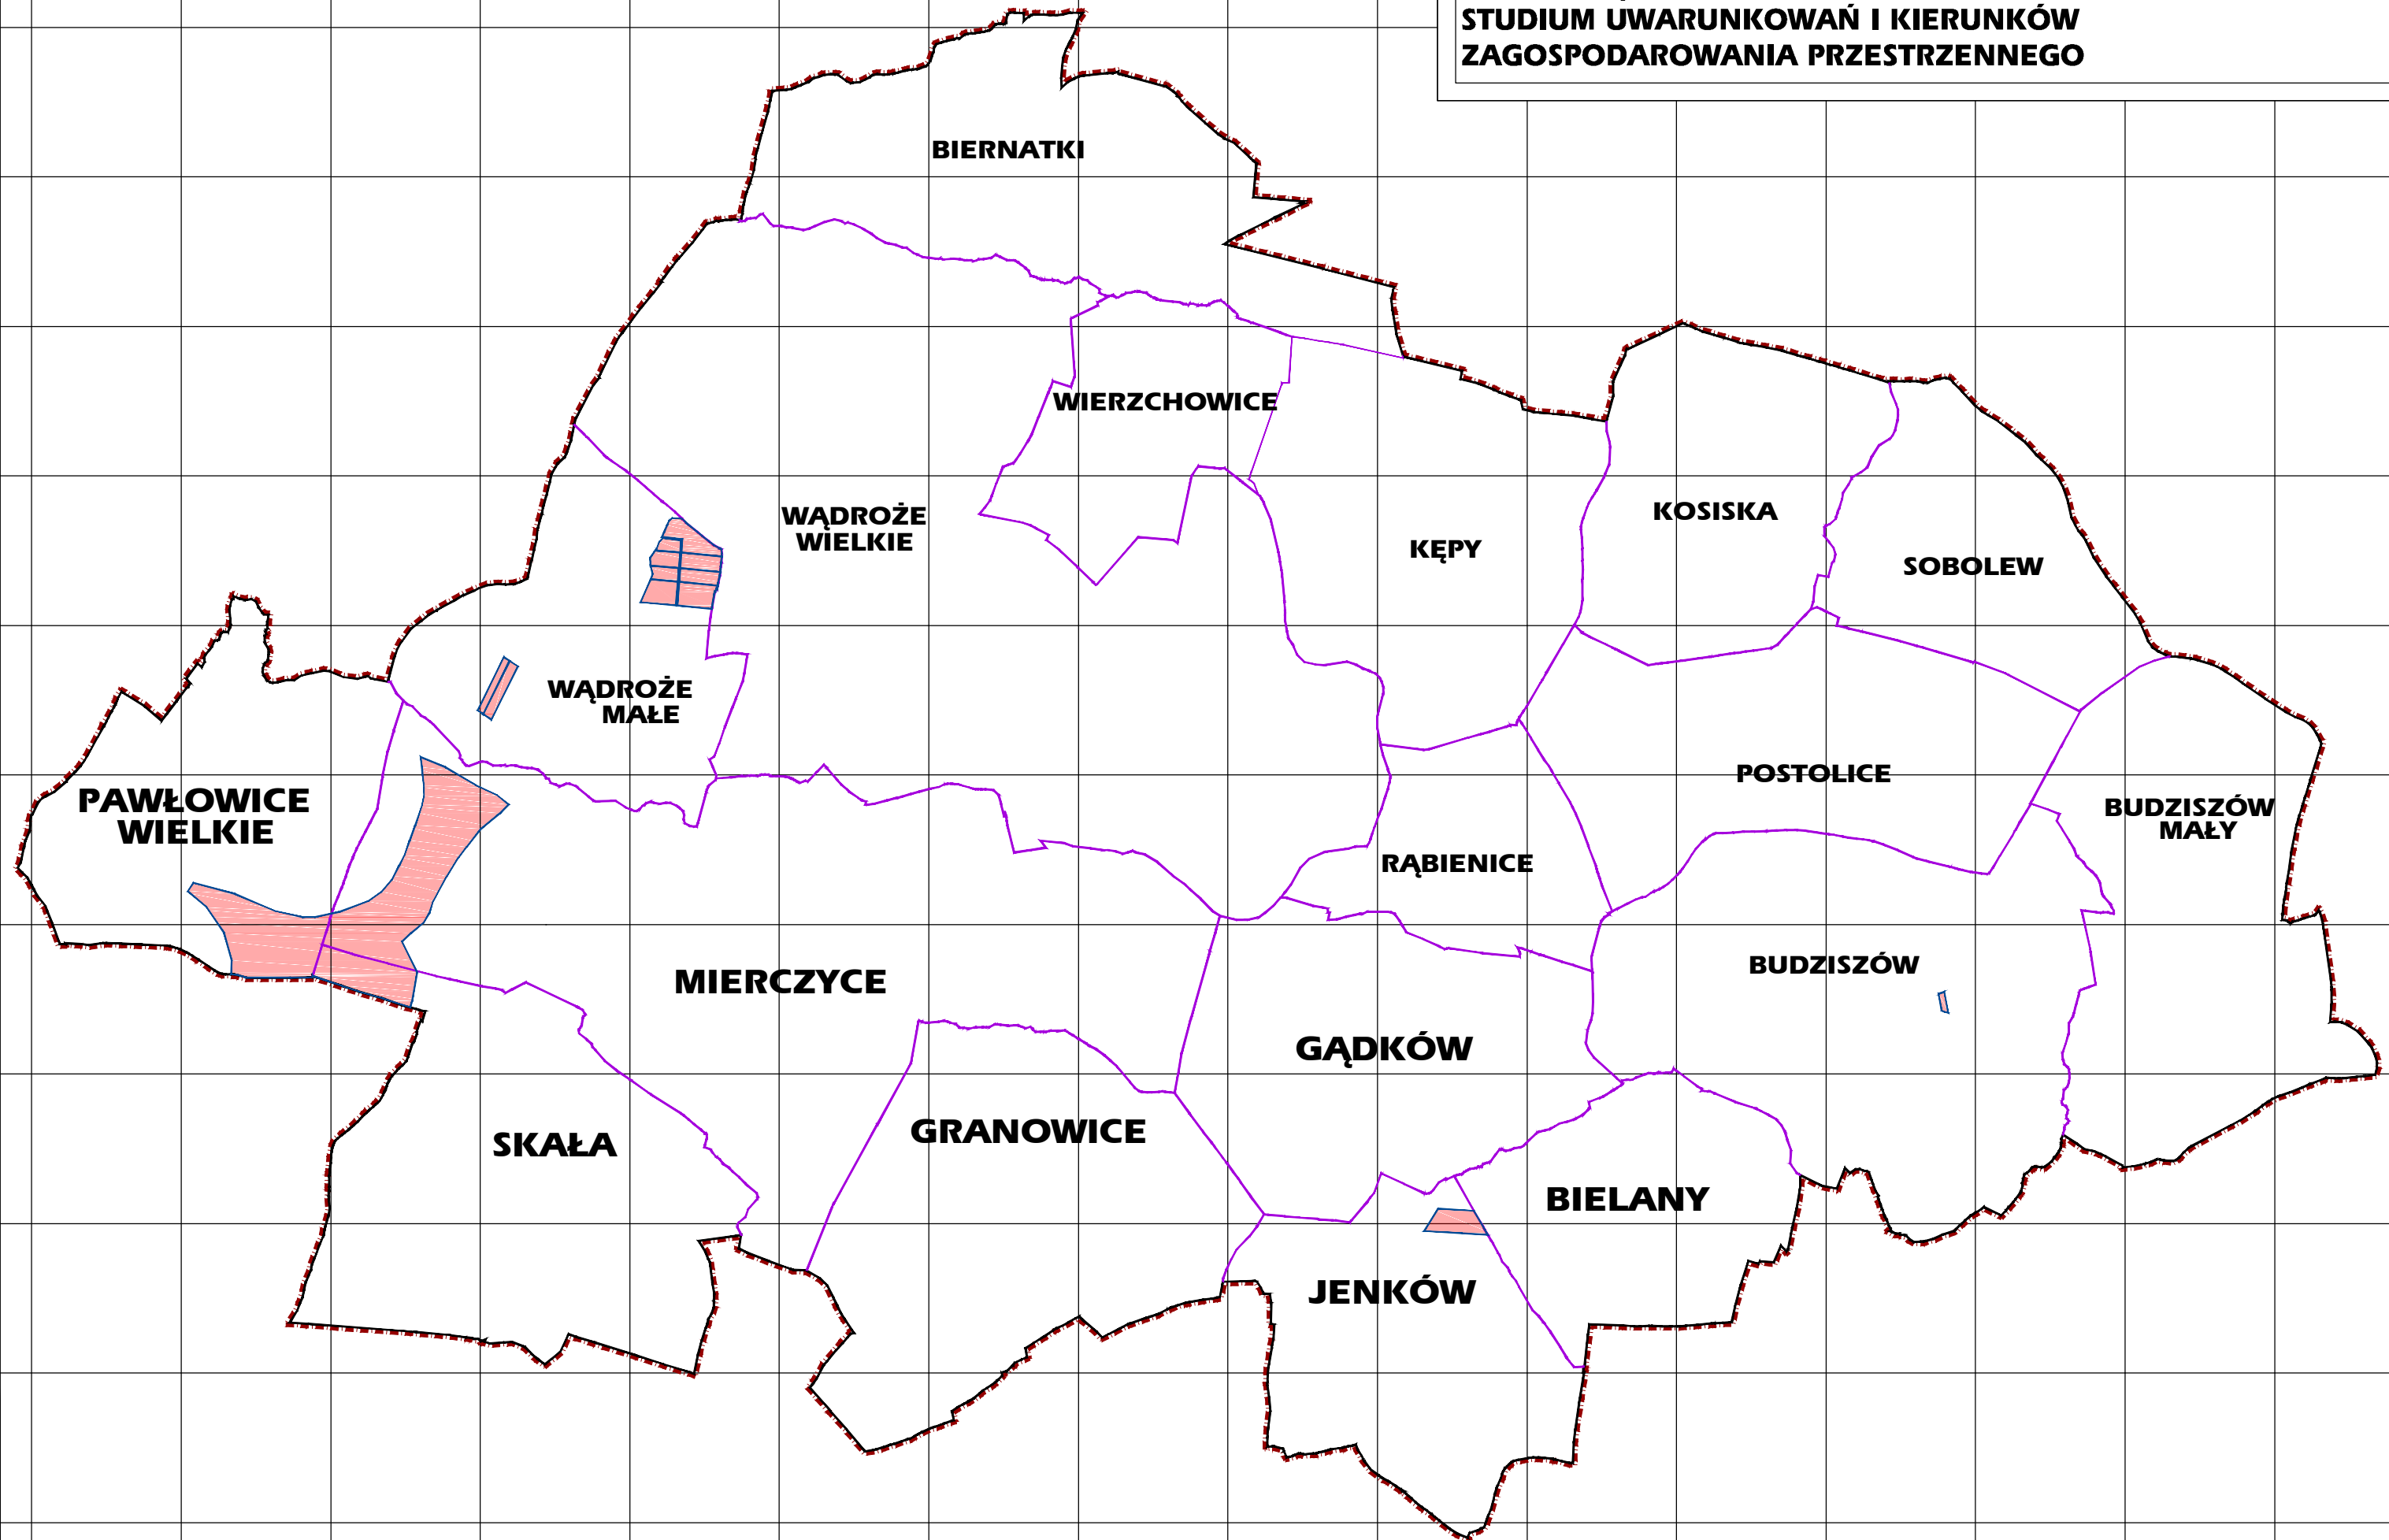 STUDIUM UWARUNKOWAŃ I KIERUNKÓW
ZAGOSPODAROWANIA PRZESTRZENNEGO
BIERNATKI
WIERZCHOWICE
WĄDROŻE
WIELKIE
KĘPY
KOSISKA
SOBOLEW
WĄDROŻE
MAŁE
PAWŁOWICE
WIELKIE
POSTOLICE
BUDZISZÓW
MAŁY
RĄBIENICE
BUDZISZÓW
MIERCZYCE
GĄDKÓW
GRANOWICE
SKAŁA
BIELANY
JENKÓW